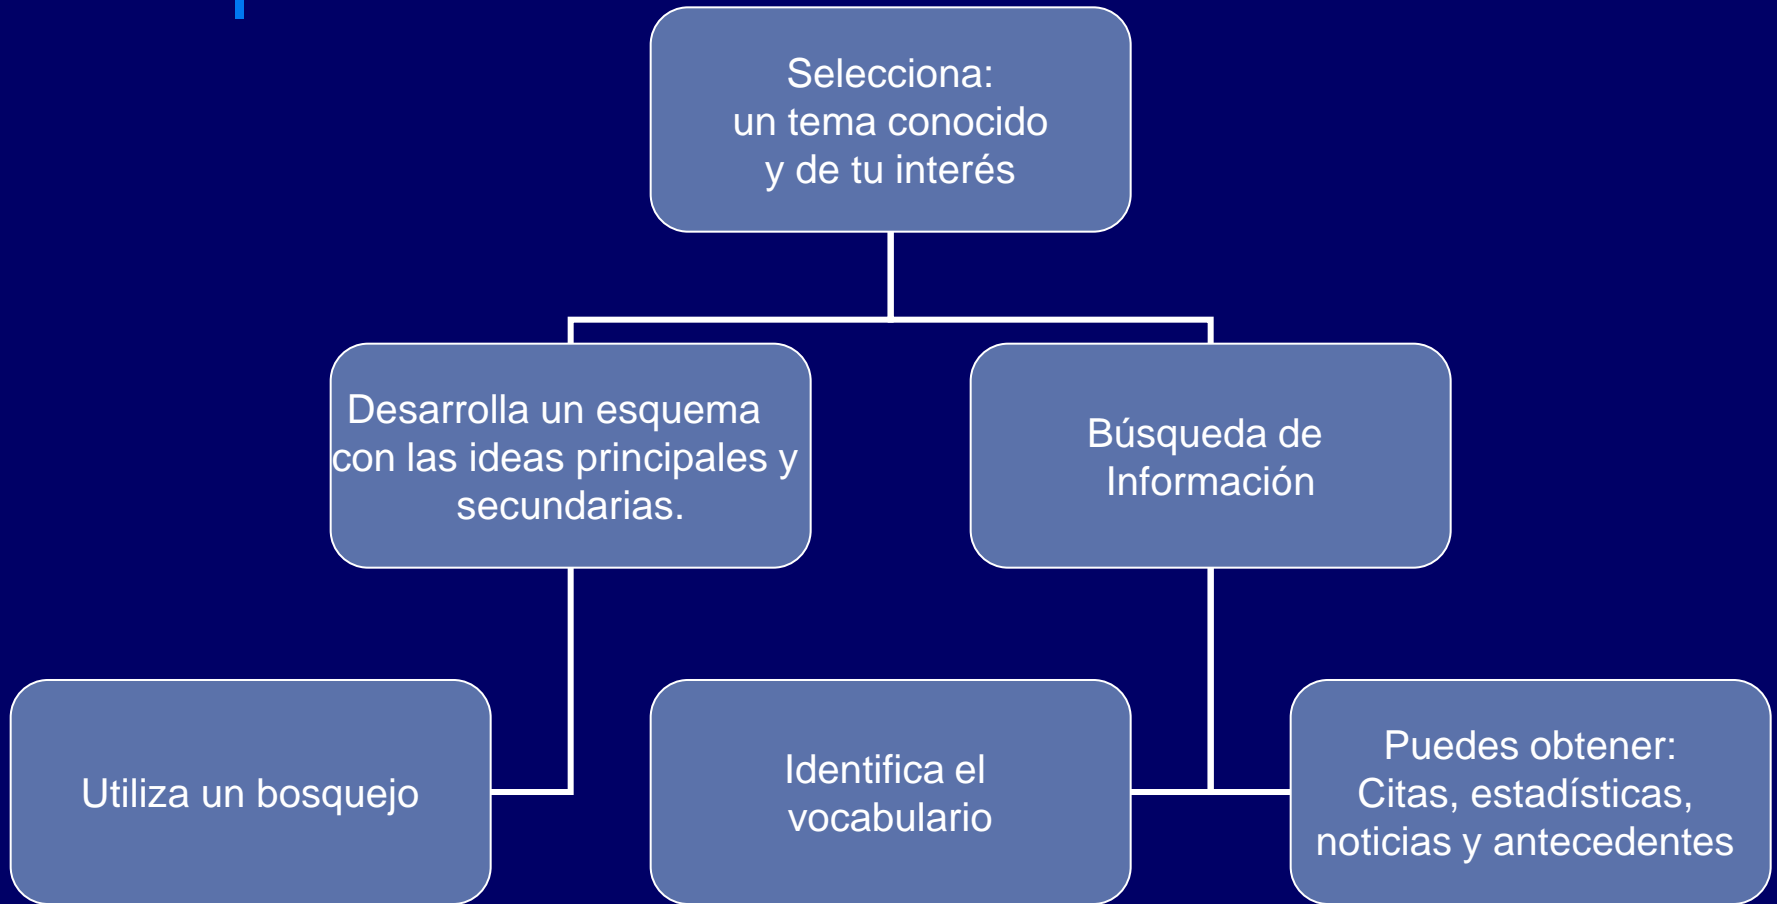 Selecciona:
un tema conocido
y de tu interés
Desarrolla un esquema
con las ideas principales y
secundarias.
Búsqueda de
Información
Utiliza un bosquejo
Identifica el
vocabulario
Puedes obtener:
Citas, estadísticas,
noticias y antecedentes